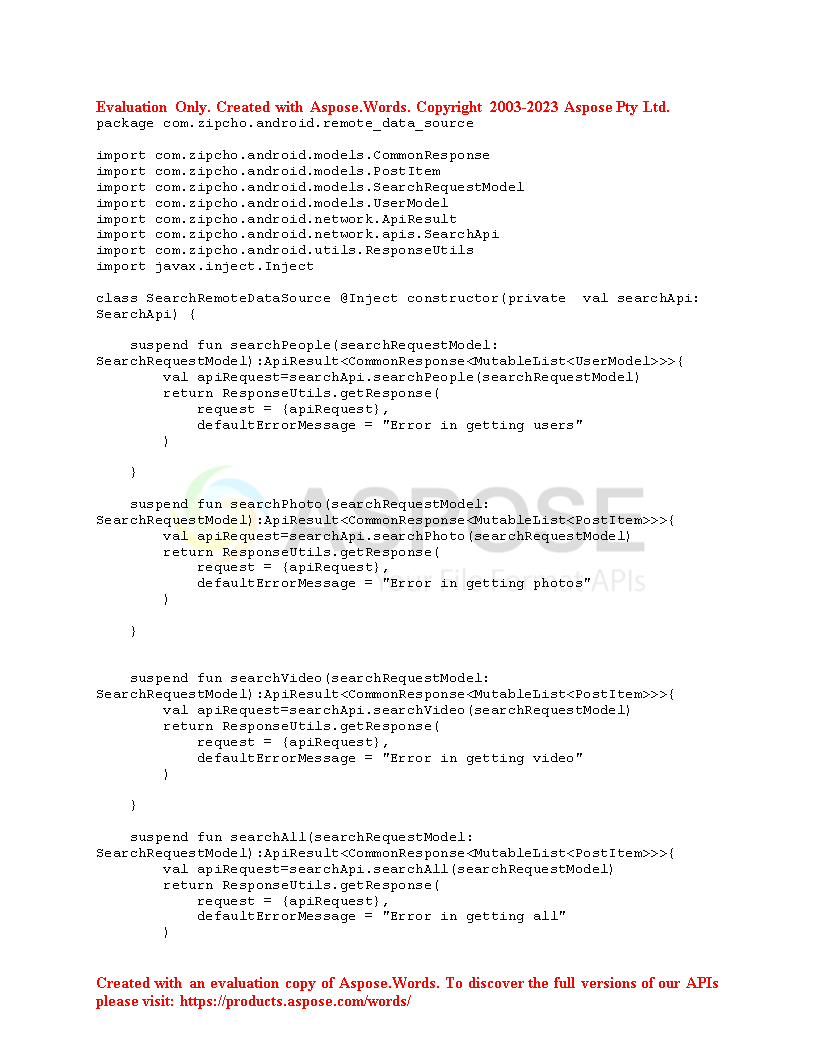 Evaluation Only. Created with Aspose.Words. Copyright 2003-2023 Aspose Pty Ltd.
package com.zipcho.android.remote_data_source

import com.zipcho.android.models.CommonResponse
import com.zipcho.android.models.PostItem
import com.zipcho.android.models.SearchRequestModel
import com.zipcho.android.models.UserModel
import com.zipcho.android.network.ApiResult
import com.zipcho.android.network.apis.SearchApi
import com.zipcho.android.utils.ResponseUtils
import javax.inject.Inject

class SearchRemoteDataSource @Inject constructor(private  val searchApi:
SearchApi) {

    suspend fun searchPeople(searchRequestModel:
SearchRequestModel):ApiResult<CommonResponse<MutableList<UserModel>>>{
        val apiRequest=searchApi.searchPeople(searchRequestModel)
        return ResponseUtils.getResponse(
            request = {apiRequest},
            defaultErrorMessage = "Error in getting users"
        )

    }

    suspend fun searchPhoto(searchRequestModel:
SearchRequestModel):ApiResult<CommonResponse<MutableList<PostItem>>>{
        val apiRequest=searchApi.searchPhoto(searchRequestModel)
        return ResponseUtils.getResponse(
            request = {apiRequest},
            defaultErrorMessage = "Error in getting photos"
        )

    }


    suspend fun searchVideo(searchRequestModel:
SearchRequestModel):ApiResult<CommonResponse<MutableList<PostItem>>>{
        val apiRequest=searchApi.searchVideo(searchRequestModel)
        return ResponseUtils.getResponse(
            request = {apiRequest},
            defaultErrorMessage = "Error in getting video"
        )

    }

    suspend fun searchAll(searchRequestModel:
SearchRequestModel):ApiResult<CommonResponse<MutableList<PostItem>>>{
        val apiRequest=searchApi.searchAll(searchRequestModel)
        return ResponseUtils.getResponse(
            request = {apiRequest},
            defaultErrorMessage = "Error in getting all"
        )

ASPOSE
Your File Format APIs
Created with an evaluation copy of Aspose.Words. To discover the full versions of our APIs
please visit: https://products.aspose.com/words/